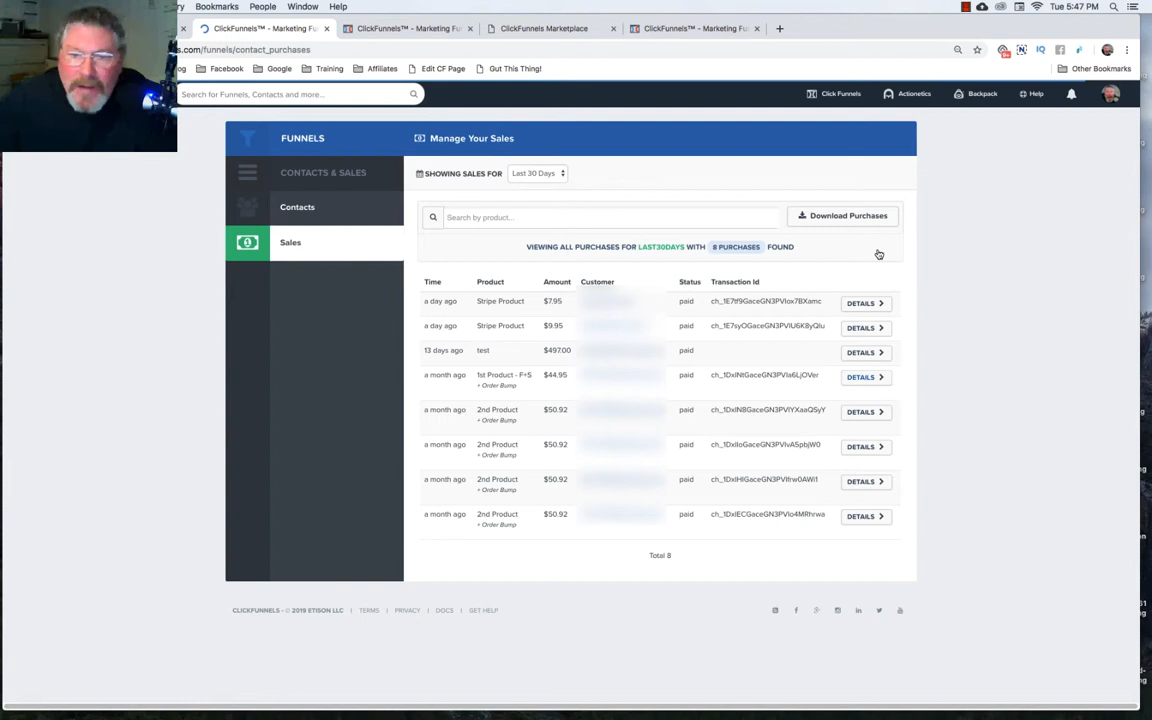 ry Bookmarks People Window Help Tue 5:47 PM
ClickFunnels™ - Marketing Fu ClickFunnels™ - Marketing Fu ClickFunnels Marketplace ClickFunnels™ - Marketing Fu
s.com/funnels/contact_purchases
og Facebook Google Training Affiliates Edit CF Page Gut This Thing! Other Bookmarks
Search for Funnels, Contacts and more... Click Funnels Actionetics Backpack Help
FUNNELS Manage Your Sales
CONTACTS & SALES SHOWING SALES FOR Last 30 Days
Contacts Search by product... Download Purchases
Sales VIEWING ALL PURCHASES FOR LAST30DAYS WITH 8 PURCHASES FOUND
Time Product Amount Customer Status Transaction Id
a day ago Stripe Product $7.95 paid DETAILS
a day ago Stripe Product $9.95 paid DETAILS
13 days ago test $497.00 paid DETAILS
a month ago 1st Product - F+S $44.95 paid DETAILS
+ Order Bump
a month ago 2nd Product $50.92 paid DETAILS
+ Order Bump
a month ago 2nd Product $50.92 paid DETAILS
+ Order Bump
a month ago 2nd Product $50.92 paid DETAILS
+ Order Bump
a month ago 2nd Product $50.92 paid DETAILS
+ Order Bump
Total 8
CLICKFUNNELS - © 2019 ETISON LLC | TERMS | PRIVACY | DOCS | GET HELP